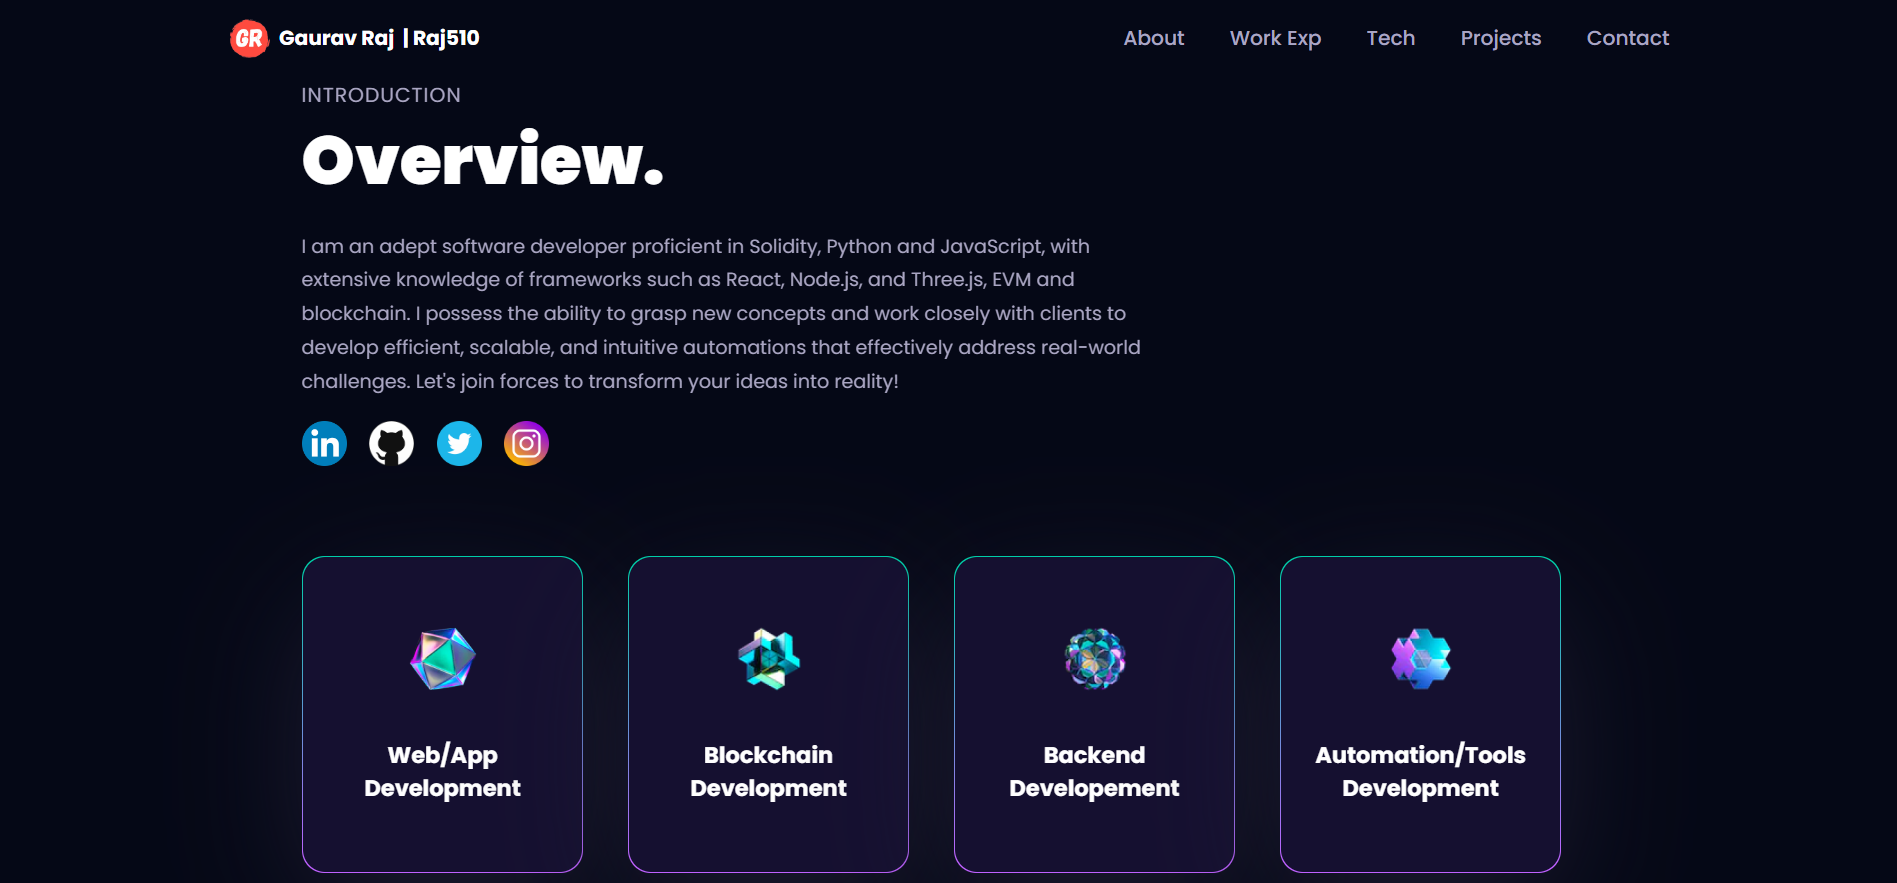 GR Gaurav Raj | Raj510
About Work Exp Tech Projects Contact
INTRODUCTION
Overview.
I am an adept software developer proficient in Solidity, Python and JavaScript, with
extensive knowledge of frameworks such as React, Node.js, and Three.js, EVM and
blockchain. I possess the ability to grasp new concepts and work closely with clients to
develop efficient, scalable, and intuitive automations that effectively address real-world
challenges. Let's join forces to transform your ideas into reality!
in
Web/App
Development
Blockchain
Development
Backend
Developement
Automation/Tools
Development